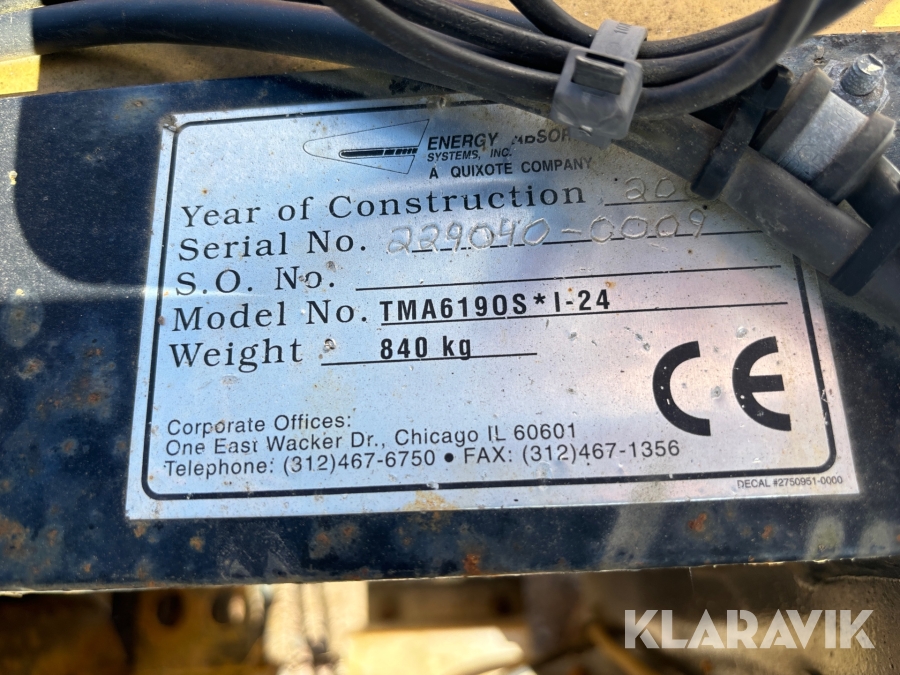 ENERGY
SYSTEMS, INC.
A QUIXOTE COMPANY
Year of Construction
Serial No. 229040-0009
S.O. No.
Model No. TMA6190S*I-24
Weight 840 kg
CE
Corporate Offices:
One East Wacker Dr., Chicago IL 60601
Telephone: (312)467-6750 • FAX: (312)467-1356
DECAL #2750951-0000
KLARAVIK